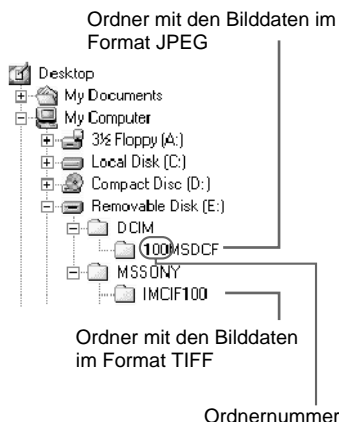 Ordner mit den Bilddaten im
Format JPEG
Desktop
My Documents
My Computer
3½ Floppy (A:)
Local Disk (C:)
Compact Disc (D:)
Removable Disk (E:)
DCIM
100MSDCF
MSSONY
IMCIF100
Ordner mit den Bilddaten
im Format TIFF
Ordnernummer